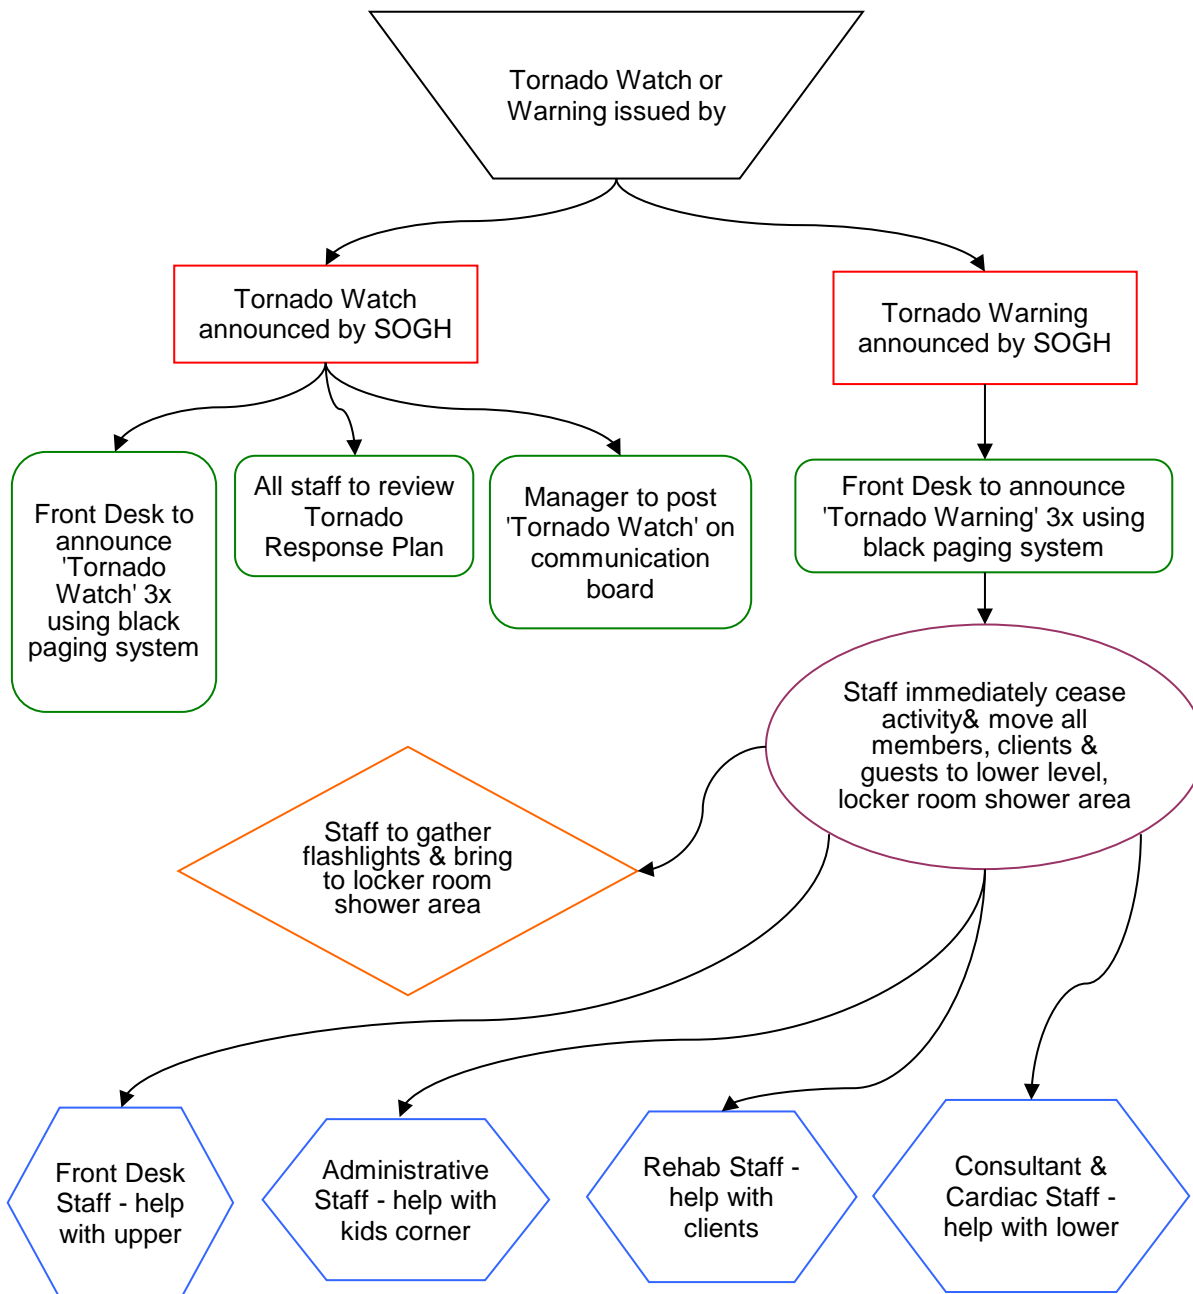 Tornado Watch or
Warning issued by
Tornado Watch
announced by SOGH
Tornado Warning
announced by SOGH
Front Desk to
announce
'Tornado
Watch' 3x
using black
paging system
All staff to review
Tornado
Response Plan
Manager to post
'Tornado Watch' on
communication
board
Front Desk to announce
'Tornado Warning' 3x using
black paging system
Staff immediately cease
activity& move all
members, clients &
guests to lower level,
locker room shower area
Staff to gather
flashlights & bring
to locker room
shower area
Front Desk
Staff - help
with upper
Administrative
Staff - help with
kids corner
Rehab Staff -
help with
clients
Consultant &
Cardiac Staff -
help with lower